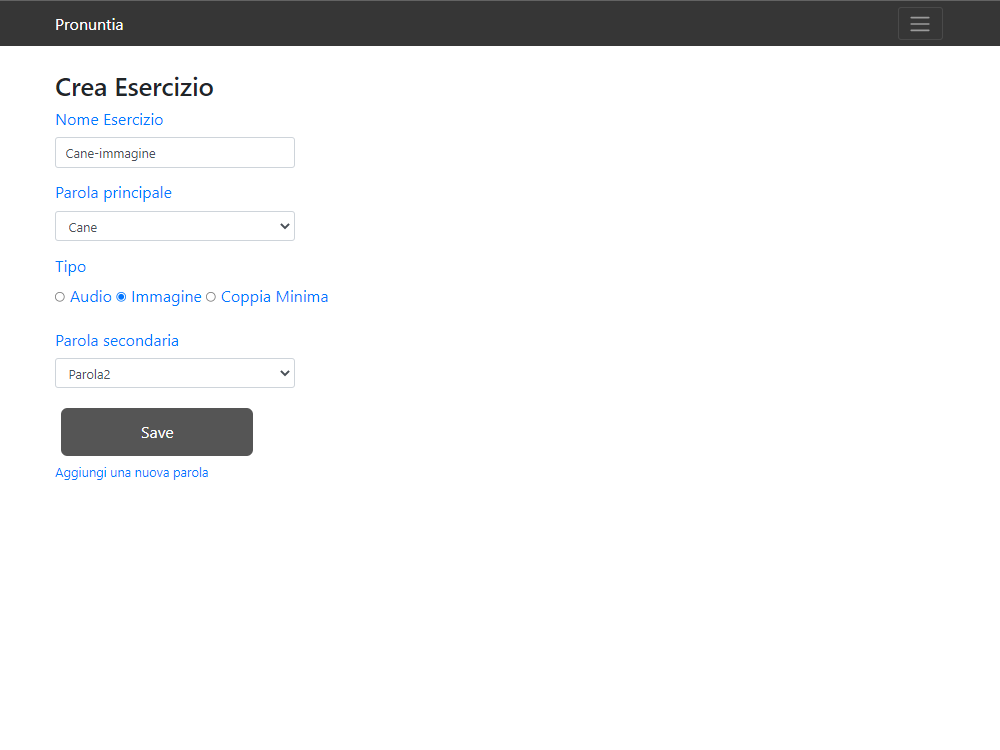 Pronuntia
Crea Esercizio
Nome Esercizio
Cane-immagine
Parola principale
Cane
Tipo
Audio Immagine Coppia Minima
Parola secondaria
Parola2
Save
Aggiungi una nuova parola